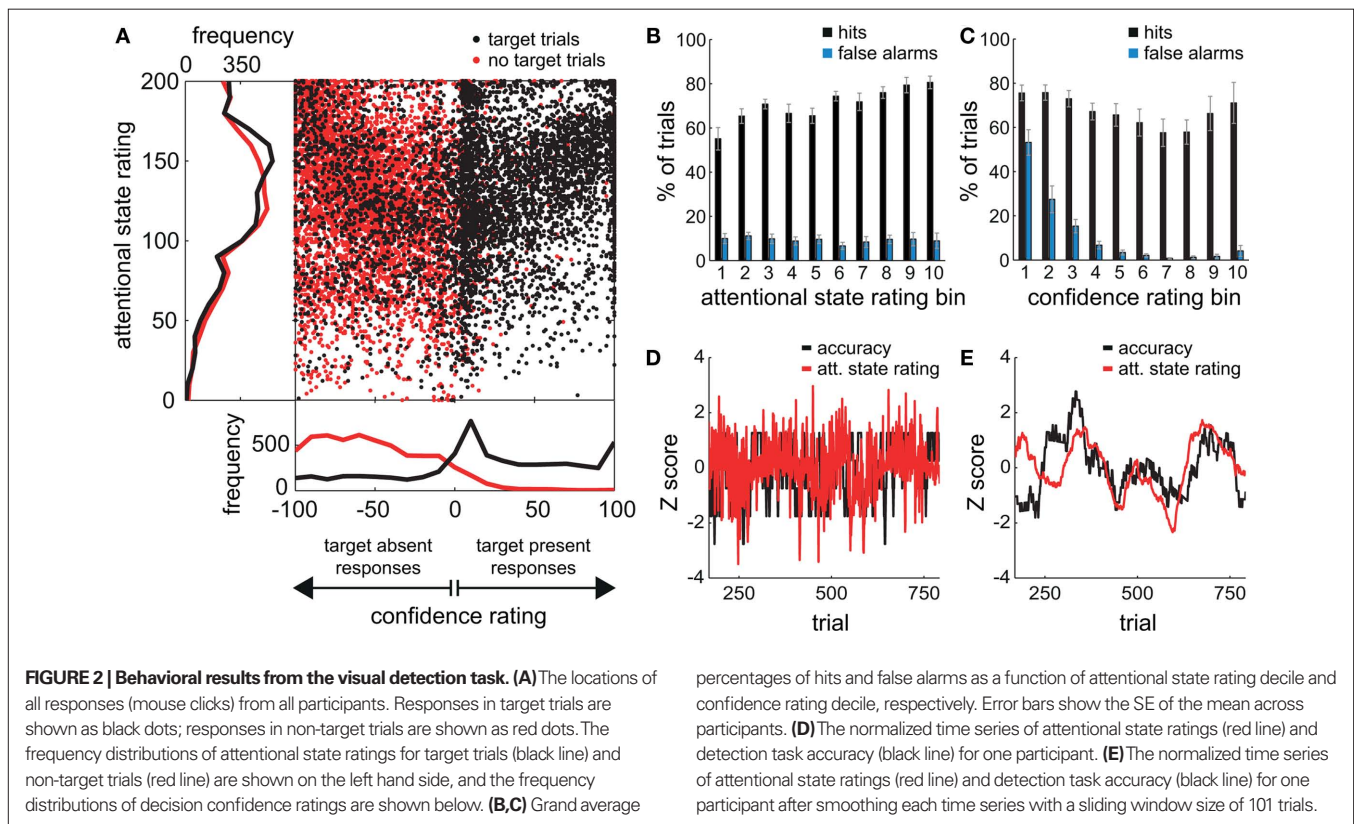 A
frequency
0 350
target trials
no target trials
200
150
100
50
0
attentional state rating
500
0
frequency
-100 -50 0 50 100
target absent responses
target present responses
confidence rating
B
hits
false alarms
100
80
60
40
20
0
% of trials
1 2 3 4 5 6 7 8 9 10
attentional state rating bin
C
hits
false alarms
100
80
60
40
20
0
% of trials
1 2 3 4 5 6 7 8 9 10
confidence rating bin
D
accuracy
att. state rating
4
2
0
-2
-4
Z score
250 500 750
trial
E
accuracy
att. state rating
4
2
0
-2
-4
Z score
250 500 750
trial
FIGURE 2 | Behavioral results from the visual detection task. (A) The locations of
all responses (mouse clicks) from all participants. Responses in target trials are
shown as black dots; responses in non-target trials are shown as red dots. The
frequency distributions of attentional state ratings for target trials (black line) and
non-target trials (red line) are shown on the left hand side, and the frequency
distributions of decision confidence ratings are shown below. (B,C) Grand average
percentages of hits and false alarms as a function of attentional state rating decile and
confidence rating decile, respectively. Error bars show the SE of the mean across
participants. (D) The normalized time series of attentional state ratings (red line) and
detection task accuracy (black line) for one participant. (E) The normalized time series
of attentional state ratings (red line) and detection task accuracy (black line) for one
participant after smoothing each time series with a sliding window size of 101 trials.